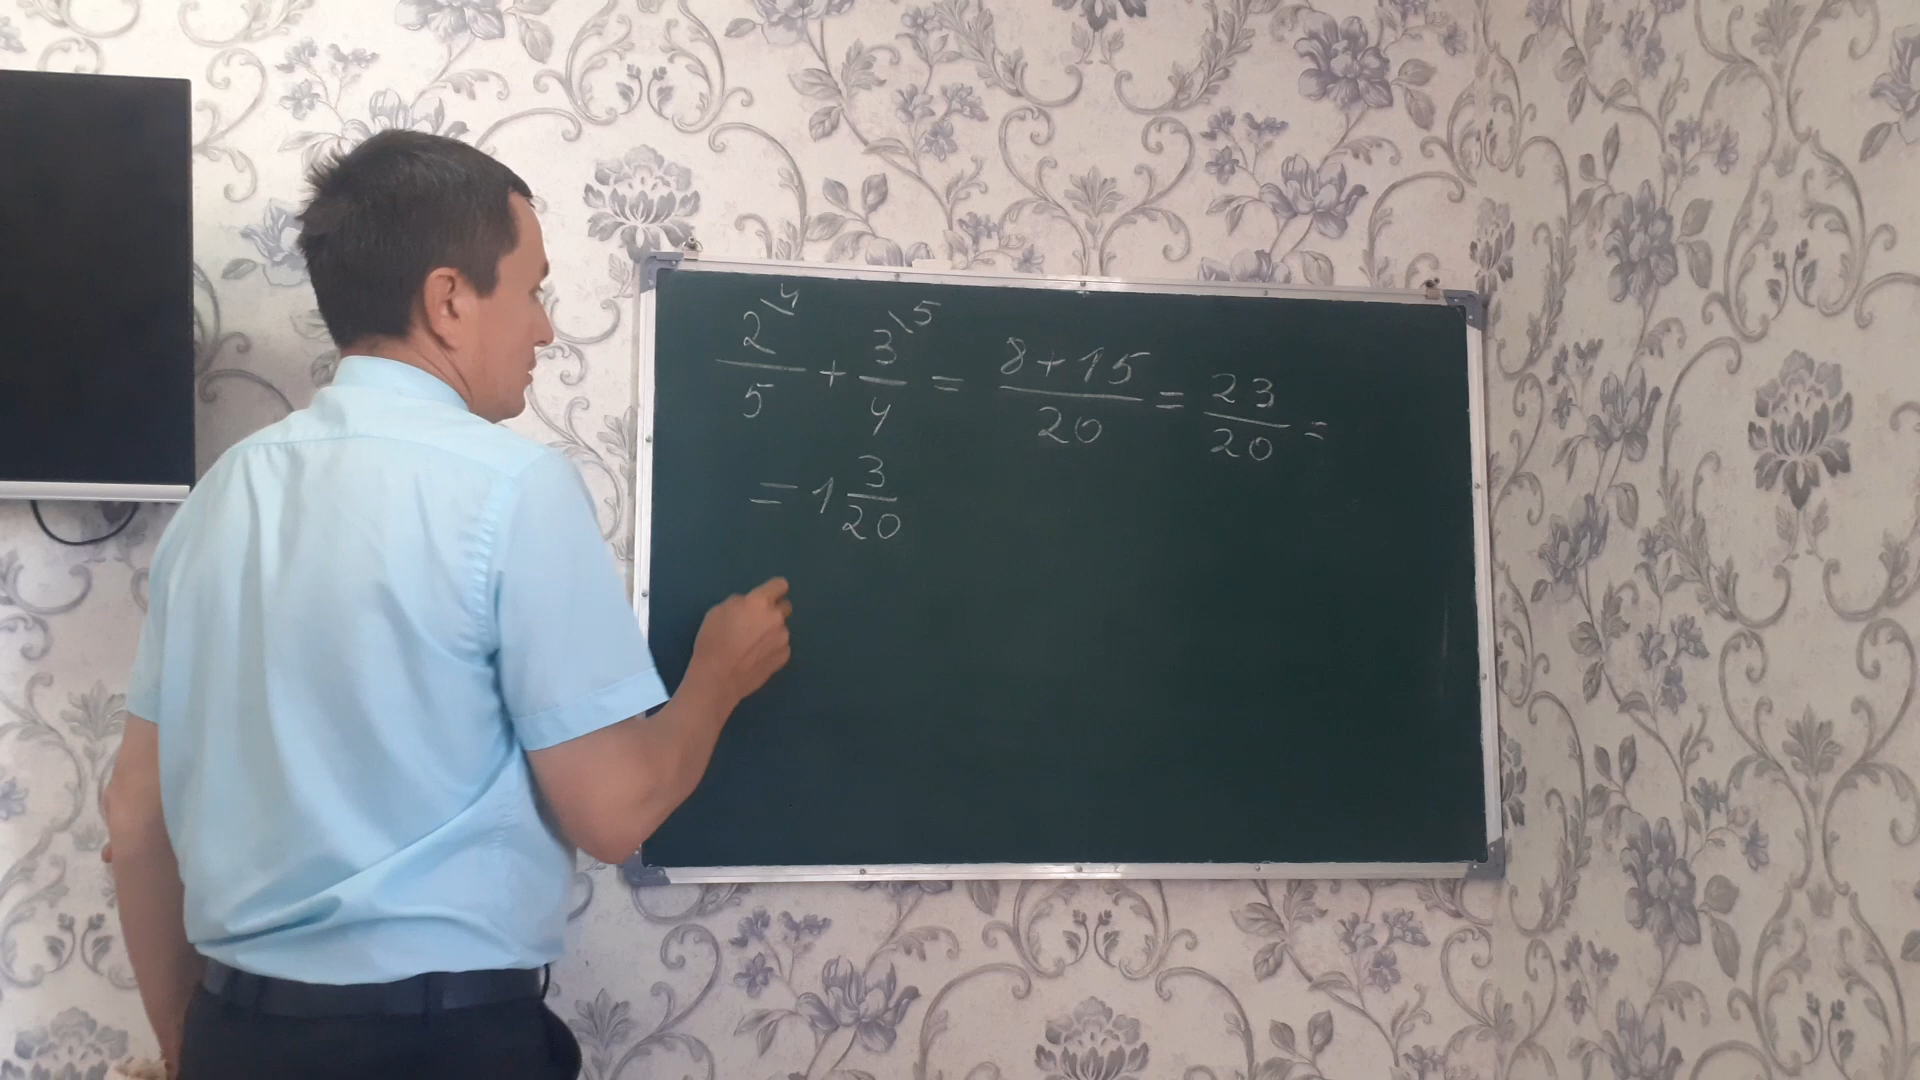 2\4/5 + 3\5/4 = 8+15/20 = 23/20 =
= 1 3/20